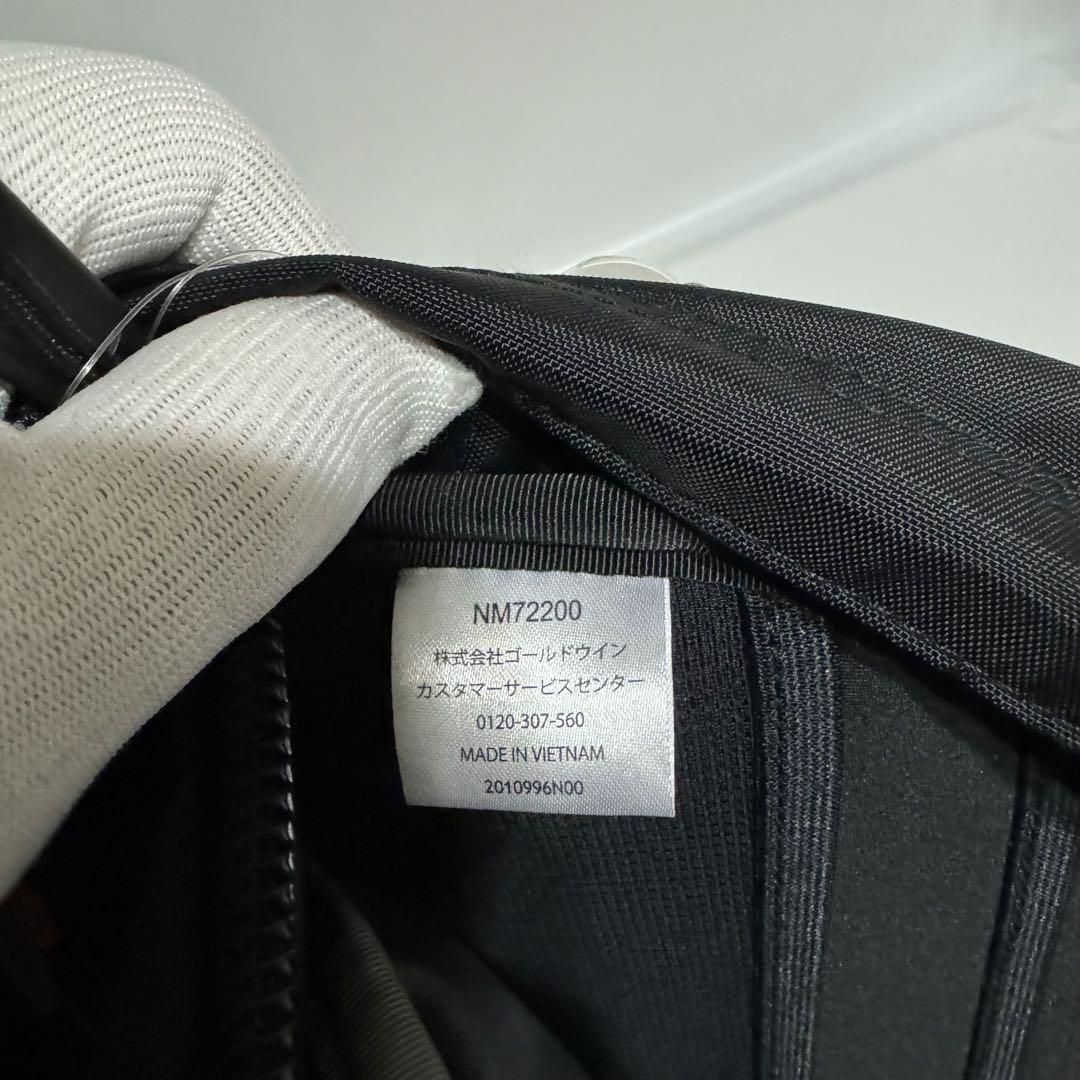 NM72200
株式会社ゴールドウイン
カスタマーサービスセンター
0120-307-560
MADE IN VIETNAM
2010996N00